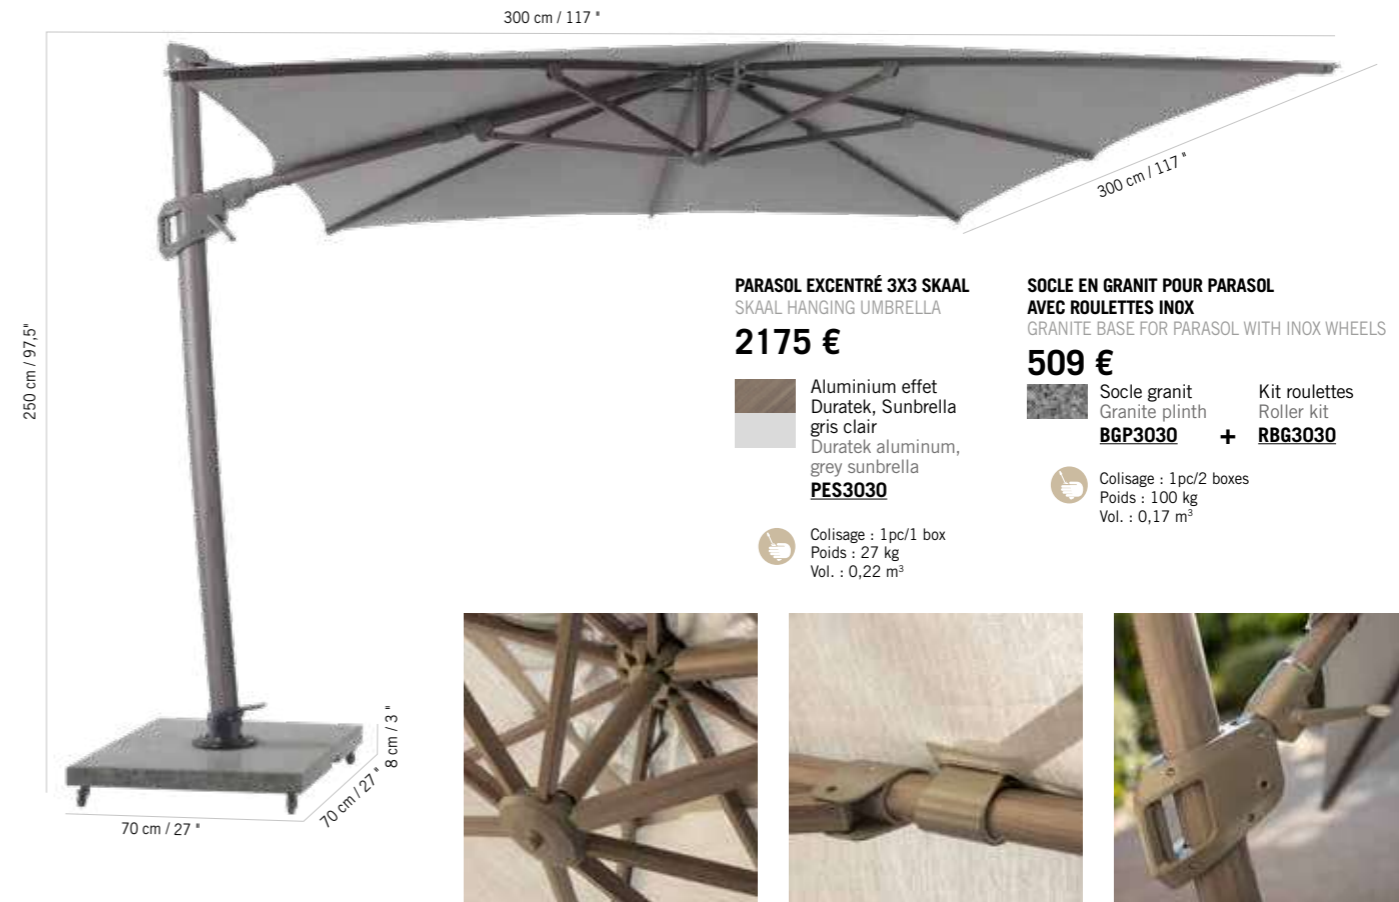 300 cm / 117 "
300 cm / 117 "
250 cm / 97,5"
PARASOL EXCENTRÉ 3X3 SKAAL
SKAAL HANGING UMBRELLA
2175 €
Aluminium effet
Duratek, Sunbrella
gris clair
Duratek aluminum,
grey sunbrella
PES3030
Colisage : 1pc/1 box
Poids : 27 kg
Vol. : 0,22 m³
SOCLE EN GRANIT POUR PARASOL
AVEC ROULETTES INOX
GRANITE BASE FOR PARASOL WITH INOX WHEELS
509 €
Socle granit
Granite plinth
BGP3030
+
Kit roulettes
Roller kit
RBG3030
Colisage : 1pc/2 boxes
Poids : 100 kg
Vol. : 0,17 m³
8 cm / 3 "
70 cm / 27 "
70 cm / 27 "